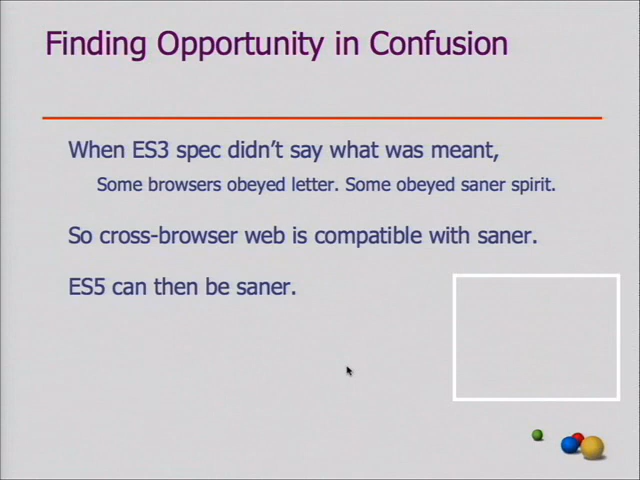 Finding Opportunity in Confusion
When ES3 spec didn't say what was meant,
Some browsers obeyed letter. Some obeyed saner spirit.
So cross-browser web is compatible with saner.
ES5 can then be saner.